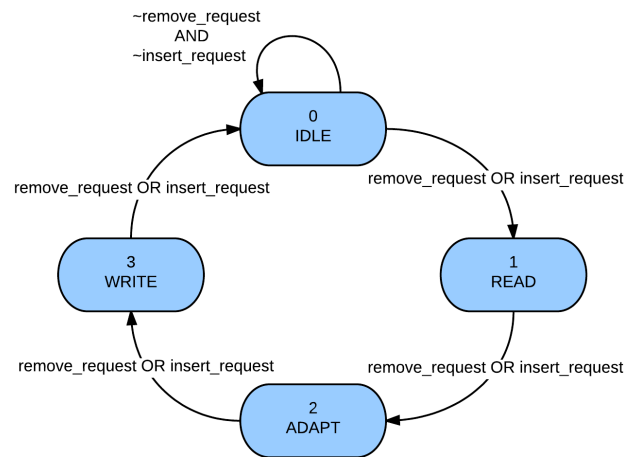 ~remove_request
AND
~insert_request
0
IDLE
remove_request OR insert_request
remove_request OR insert_request
3
WRITE
1
READ
remove_request OR insert_request
remove_request OR insert_request
2
ADAPT